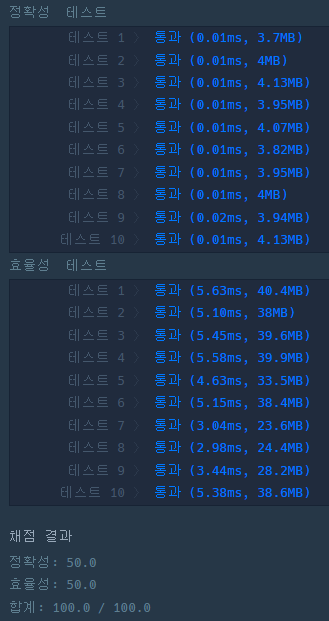 정확성  테스트
테스트 1 〉 통과 (0.01ms, 3.7MB)
테스트 2 〉 통과 (0.01ms, 4MB)
테스트 3 〉 통과 (0.01ms, 4.13MB)
테스트 4 〉 통과 (0.01ms, 3.95MB)
테스트 5 〉 통과 (0.01ms, 4.07MB)
테스트 6 〉 통과 (0.01ms, 3.82MB)
테스트 7 〉 통과 (0.01ms, 3.95MB)
테스트 8 〉 통과 (0.01ms, 4MB)
테스트 9 〉 통과 (0.02ms, 3.94MB)
테스트 10 〉 통과 (0.01ms, 4.13MB)
효율성  테스트
테스트 1 〉 통과 (5.63ms, 40.4MB)
테스트 2 〉 통과 (5.10ms, 38MB)
테스트 3 〉 통과 (5.45ms, 39.6MB)
테스트 4 〉 통과 (5.58ms, 39.9MB)
테스트 5 〉 통과 (4.63ms, 33.5MB)
테스트 6 〉 통과 (5.15ms, 38.4MB)
테스트 7 〉 통과 (3.04ms, 23.6MB)
테스트 8 〉 통과 (2.98ms, 24.4MB)
테스트 9 〉 통과 (3.44ms, 28.2MB)
테스트 10 〉 통과 (5.38ms, 38.6MB)
채점 결과
정확성: 50.0
효율성: 50.0
합계: 100.0 / 100.0